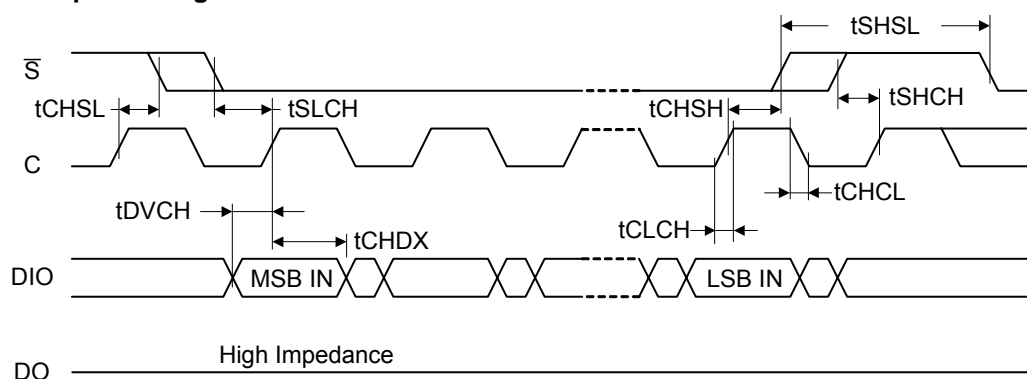 tSHSL
S̅
tCHSL
tSLCH
tCHSH
tSHCH
C
tDVCH
tCHDX
tCLCH
tCHCL
DIO
MSB IN
LSB IN
High Impedance
DO